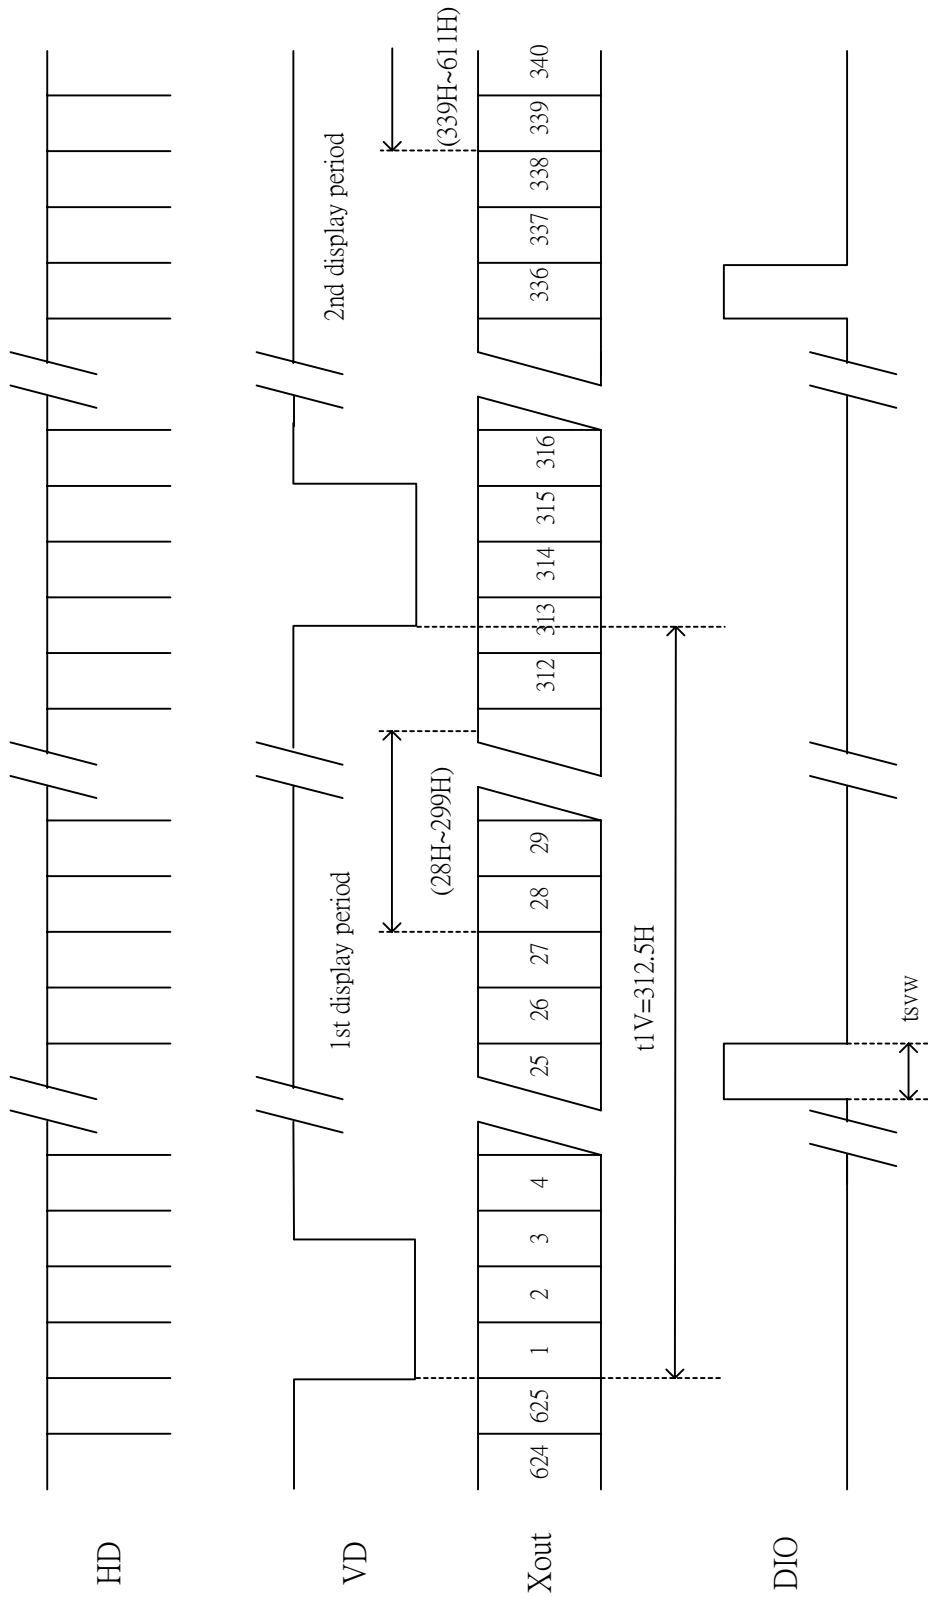 HD
VD
1st display period
2nd display period
(28H~299H)
(339H~611H)
Xout
624 625 1 2 3 4 25 26 27 28 29 312 313 314 315 316 336 337 338 339 340
t1V=312.5H
DIO
tsvw